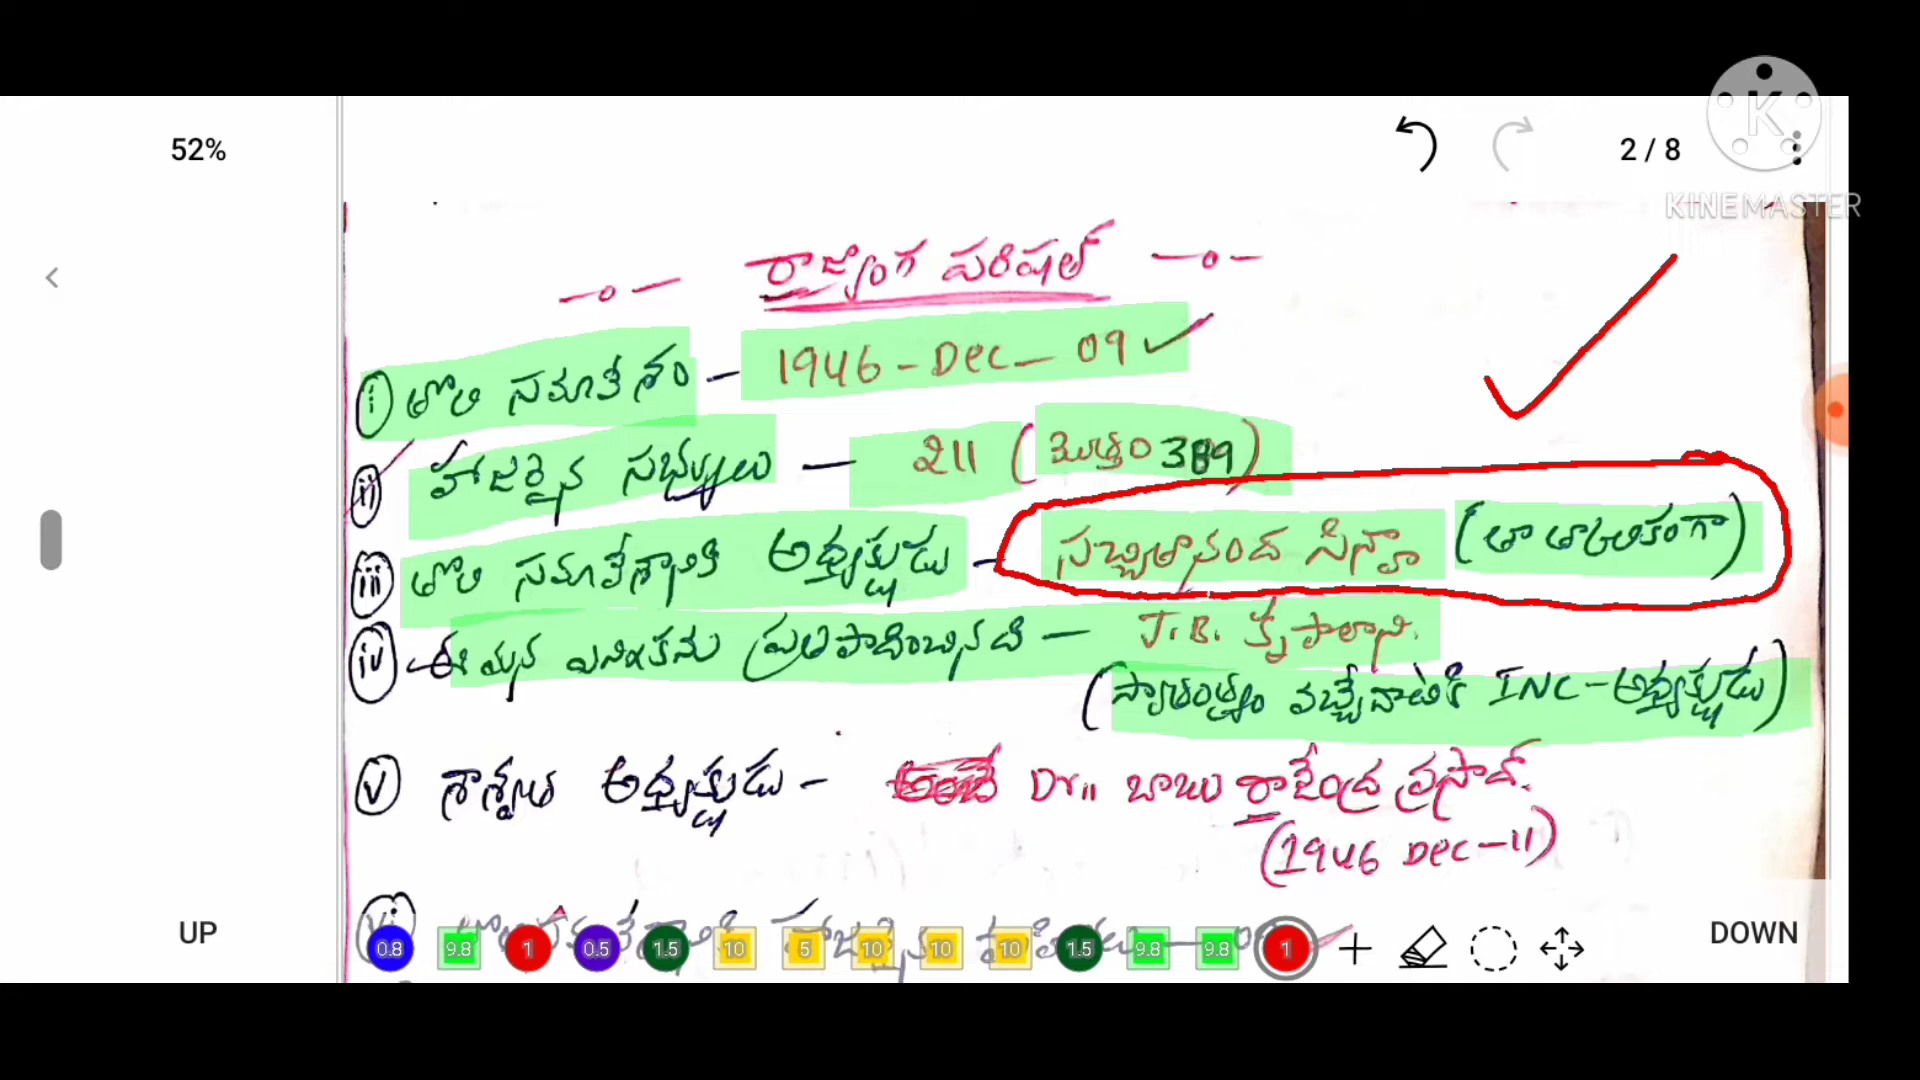 52%
2 / 8
K
KINEMASTER
—o— రాజ్యాంగ పరిషత్ —o—
i) తొలి సమావేశం – 1946 - Dec - 09 ✓
ii) హాజరైన సభ్యులు — 211 (మొత్తం 389)
iii) తొలి సమావేశానికి అధ్యక్షుడు – సచ్చితానంద సిన్హా (తాత్కాలికంగా)
iv) ఈయన ఎనికను ప్రతిపాదించినది — J.B. కృపాలాని.
(స్వాతంత్య్రం వచ్చేనాటికి INC - అధ్యక్షుడు)
v) శాశ్వత అధ్యక్షుడు – Dr॥ బాబు రాజేంద్ర ప్రసాద్.
(1946 Dec - 11)
UP
0.8 9.8 1 0.5 1.5 10 5 10 10 10 1.5 9.8 9.8 1
DOWN